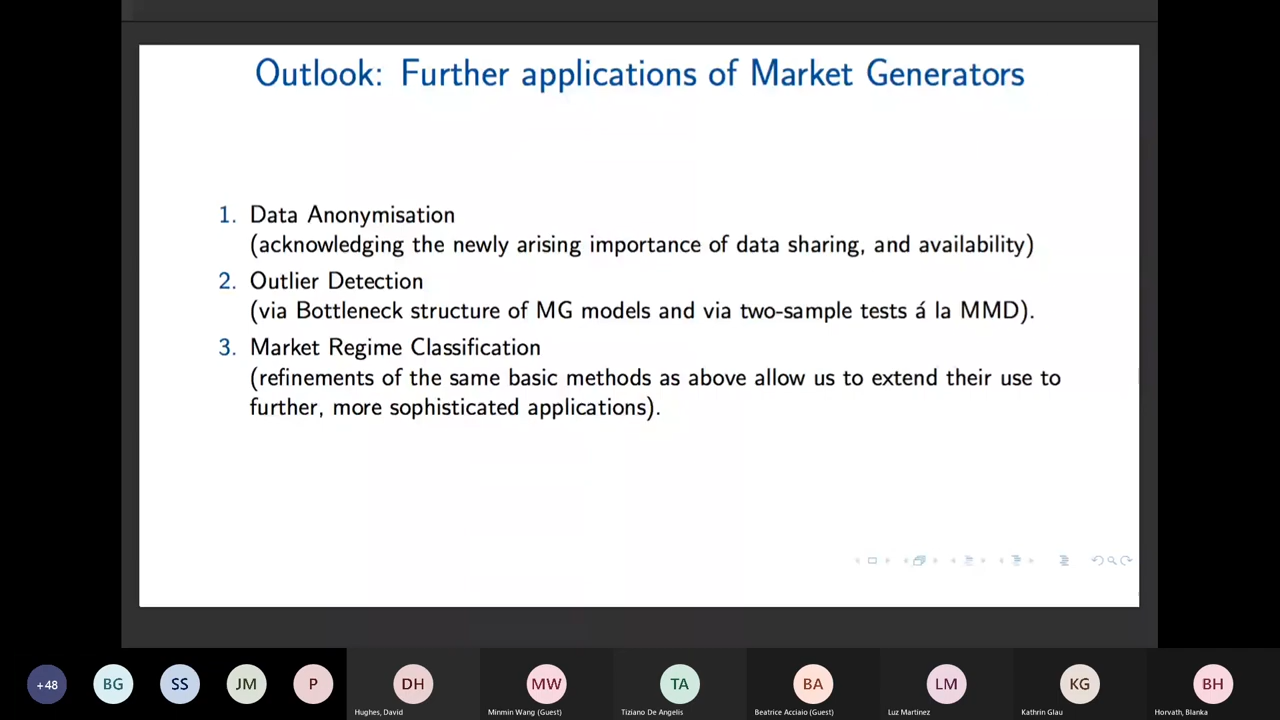 Outlook: Further applications of Market Generators
1. Data Anonymisation
(acknowledging the newly arising importance of data sharing, and availability)
2. Outlier Detection
(via Bottleneck structure of MG models and via two-sample tests á la MMD).
3. Market Regime Classification
(refinements of the same basic methods as above allow us to extend their use to
further, more sophisticated applications).
+48 BG SS JM P DH MW TA BA LM KG BH
Hughes, David Minmin Wang (Guest) Tiziano De Angelis Beatrice Acciaio (Guest) Luz Martinez Kathrin Glau Horvath, Blanka